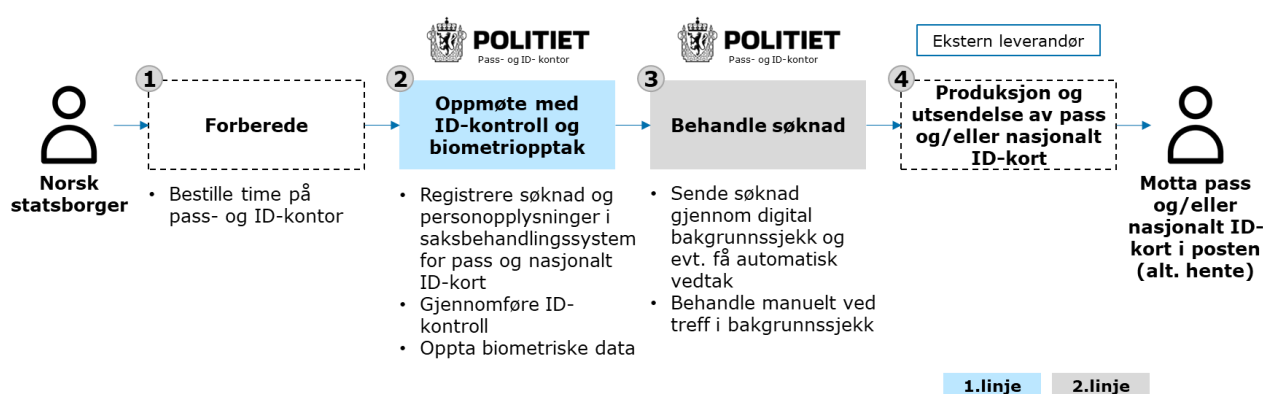 POLITIET
Pass- og ID- kontor
POLITIET
Pass- og ID-kontor
Ekstern leverandør
Norsk
statsborger
1
Forberede
• Bestille time på
pass- og ID-kontor
2
Oppmøte med
ID-kontroll og
biometriopptak
• Registrere søknad og
personopplysninger i
saksbehandlingssystem
for pass og nasjonalt
ID-kort
• Gjennomføre ID-
kontroll
• Oppta biometriske data
3
Behandle søknad
• Sende søknad
gjennom digital
bakgrunnssjekk og
evt. få automatisk
vedtak
• Behandle manuelt ved
treff i bakgrunnssjekk
4
Produksjon og
utsendelse av pass
og/eller nasjonalt
ID-kort
Motta pass
og/eller
nasjonalt ID-
kort i posten
(alt. hente)
1.linje
2.linje